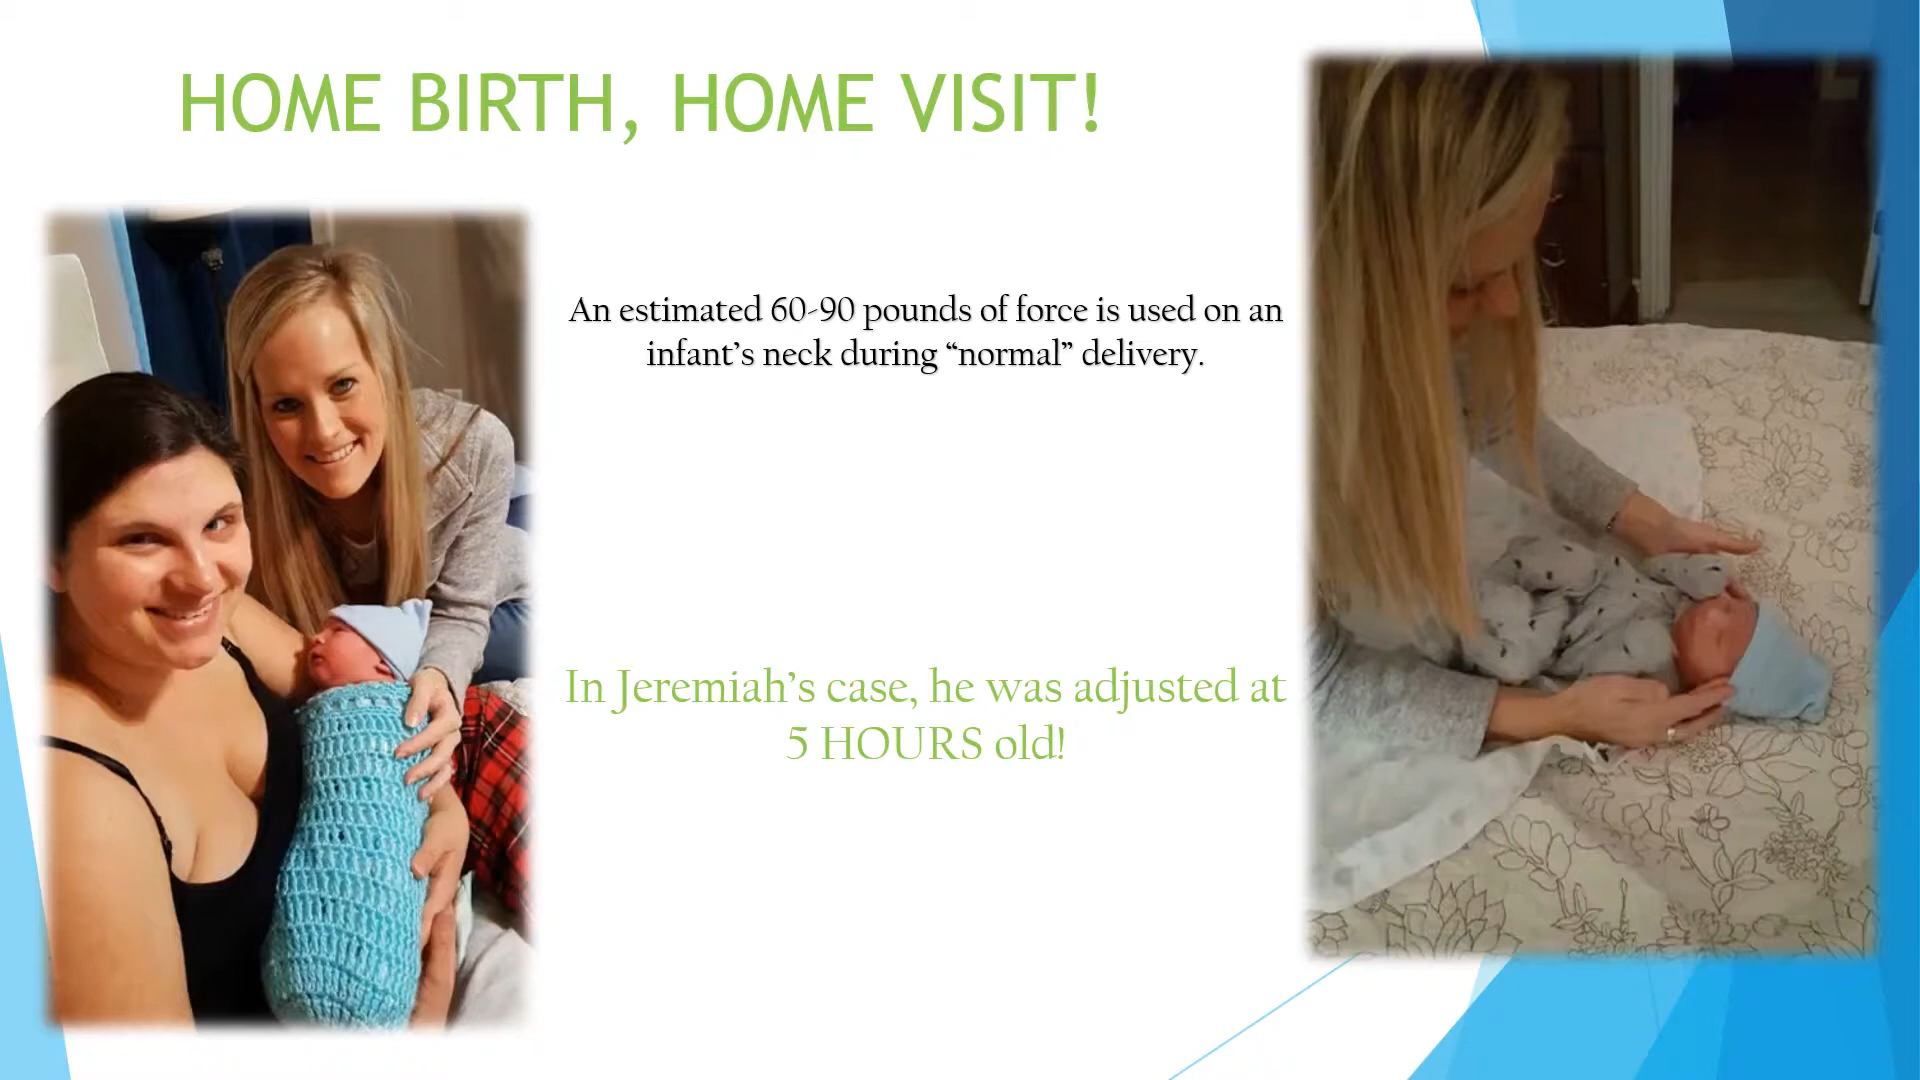 HOME BIRTH, HOME VISIT!
An estimated 60-90 pounds of force is used on an
infant’s neck during “normal” delivery.
In Jeremiah’s case, he was adjusted at
5 HOURS old!